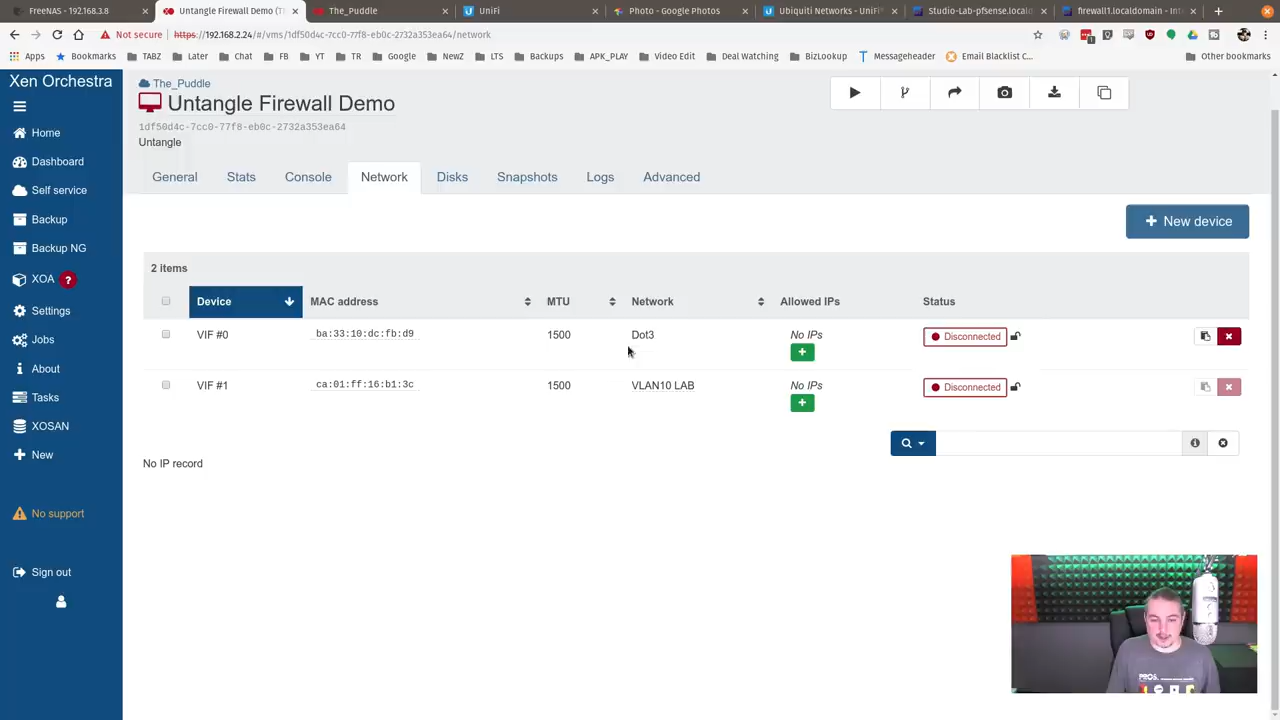 FreeNAS - 192.168.3.8
Untangle Firewall Demo (T
The_Puddle
UniFi
Photo - Google Photos
Ubiquiti Networks - UniF
Studio-Lab-pfsense.locald
firewall1.localdomain - Int
Not secure
https://192.168.2.24/#/vms/1df50d4c-7cc0-77f8-eb0c-2732a353ea64/network
Apps
Bookmarks
TABZ
Later
Chat
FB
YT
TR
Google
NewZ
LTS
Backups
APK_PLAY
Video Edit
Deal Watching
BizLookup
Messageheader
Email Blacklist C...
Other bookmarks
Xen Orchestra
Home
Dashboard
Self service
Backup
Backup NG
XOA ?
Settings
Jobs
About
Tasks
XOSAN
New
No support
Sign out
The_Puddle
Untangle Firewall Demo
1df50d4c-7cc0-77f8-eb0c-2732a353ea64
Untangle
General
Stats
Console
Network
Disks
Snapshots
Logs
Advanced
New device
2 items
Device
MAC address
MTU
Network
Allowed IPs
Status
VIF #0
ba:33:10:dc:fb:d9
1500
Dot3
No IPs
Disconnected
VIF #1
ca:01:ff:16:b1:3c
1500
VLAN10 LAB
No IPs
Disconnected
No IP record
PROS.